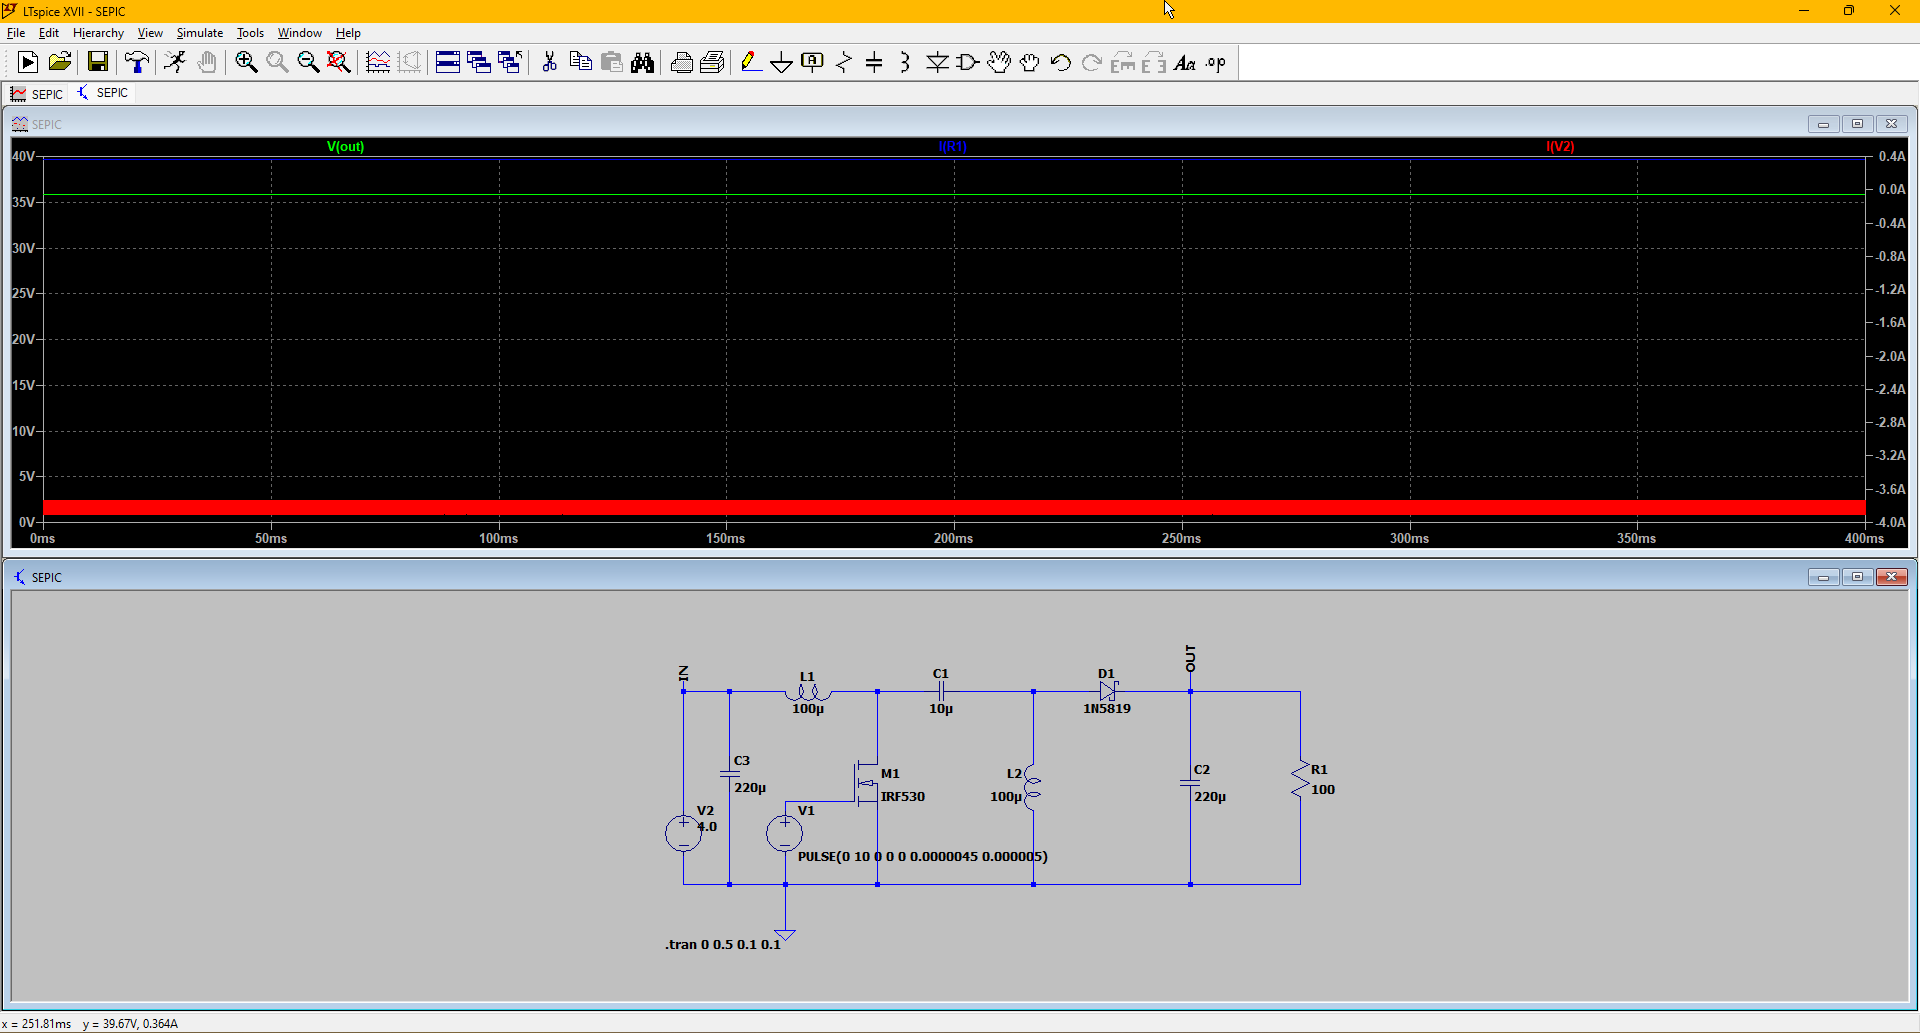 LTspice XVII - SEPIC
File Edit Hierarchy View Simulate Tools Window Help
A Aa .op
SEPIC SEPIC
SEPIC
V(out) I(R1) I(V2)
40V 0.4A
0.0A
35V -0.4A
30V -0.8A
25V -1.2A
-1.6A
20V -2.0A
15V -2.4A
10V -2.8A
-3.2A
5V -3.6A
0V -4.0A
0ms 50ms 100ms 150ms 200ms 250ms 300ms 350ms 400ms
SEPIC
IN L1 C1 D1 OUT
100µ 10µ 1N5819
C3 M1 L2 C2 R1
220µ IRF530 100µ 220µ 100
V2 V1
4.0
PULSE(0 10 0 0 0 0.0000045 0.000005)
.tran 0 0.5 0.1 0.1
x = 251.81ms y = 39.67V, 0.364A